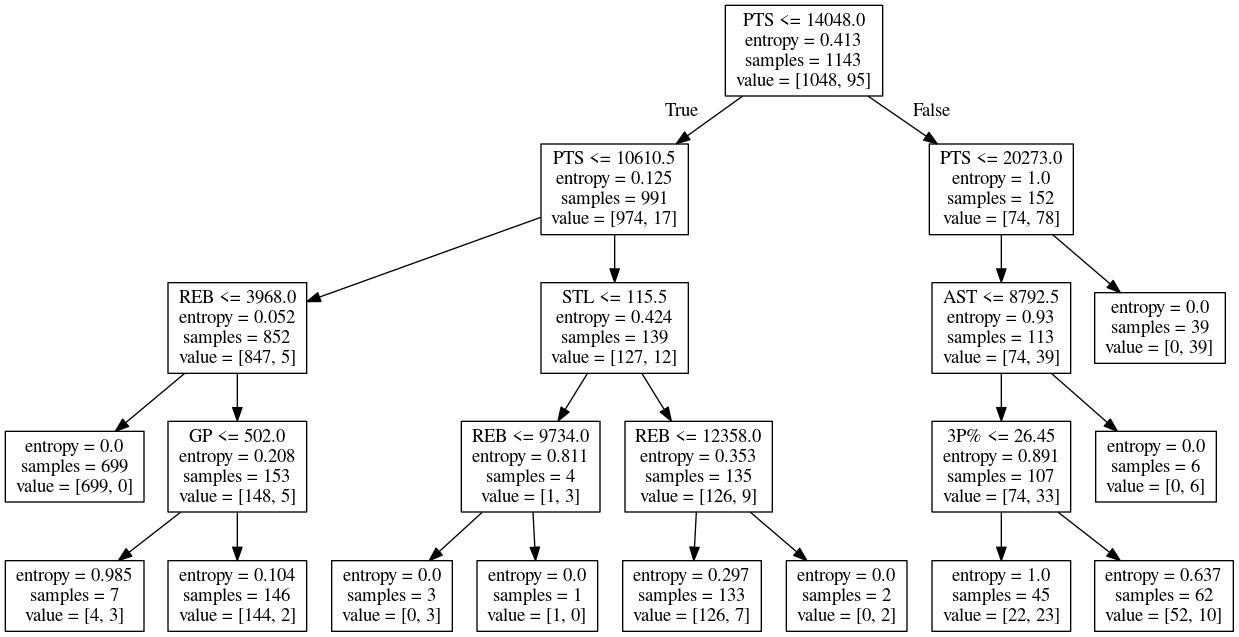 PTS <= 14048.0
entropy = 0.413
samples = 1143
value = [1048, 95]
True
False
PTS <= 10610.5
entropy = 0.125
samples = 991
value = [974, 17]
PTS <= 20273.0
entropy = 1.0
samples = 152
value = [74, 78]
REB <= 3968.0
entropy = 0.052
samples = 852
value = [847, 5]
STL <= 115.5
entropy = 0.424
samples = 139
value = [127, 12]
AST <= 8792.5
entropy = 0.93
samples = 113
value = [74, 39]
entropy = 0.0
samples = 39
value = [0, 39]
entropy = 0.0
samples = 699
value = [699, 0]
GP <= 502.0
entropy = 0.208
samples = 153
value = [148, 5]
REB <= 9734.0
entropy = 0.811
samples = 4
value = [1, 3]
REB <= 12358.0
entropy = 0.353
samples = 135
value = [126, 9]
3P% <= 26.45
entropy = 0.891
samples = 107
value = [74, 33]
entropy = 0.0
samples = 6
value = [0, 6]
entropy = 0.985
samples = 7
value = [4, 3]
entropy = 0.104
samples = 146
value = [144, 2]
entropy = 0.0
samples = 3
value = [0, 3]
entropy = 0.0
samples = 1
value = [1, 0]
entropy = 0.297
samples = 133
value = [126, 7]
entropy = 0.0
samples = 2
value = [0, 2]
entropy = 1.0
samples = 45
value = [22, 23]
entropy = 0.637
samples = 62
value = [52, 10]